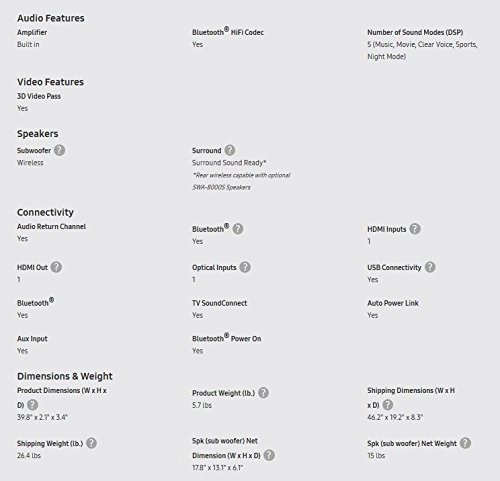 Audio Features
Amplifier
Built in
Bluetooth® HiFi Codec
Yes
Number of Sound Modes (DSP)
5 (Music, Movie, Clear Voice, Sports,
Night Mode)
Video Features
3D Video Pass
Yes
Speakers
Subwoofer ?
Wireless
Surround ?
Surround Sound Ready*
*Rear wireless capable with optional
SWA-8000S Speakers
Connectivity
Audio Return Channel
Yes
Bluetooth® ?
Yes
HDMI Inputs ?
1
HDMI Out ?
1
Optical Inputs ?
1
USB Connectivity ?
Yes
Bluetooth®
Yes
TV SoundConnect
Yes
Auto Power Link
Yes
Aux Input
Yes
Bluetooth® Power On
Yes
Dimensions & Weight
Product Dimensions (W x H x
D) ?
39.8" x 2.1" x 3.4"
Product Weight (lb.) ?
5.7 lbs
Shipping Dimensions (W x H
x D) ?
46.2" x 19.2" x 8.3"
Shipping Weight (lb.) ?
26.4 lbs
Spk (sub woofer) Net
Dimension (W x H x D) ?
17.8" x 13.1" x 6.1"
Spk (sub woofer) Net Weight ?
15 lbs